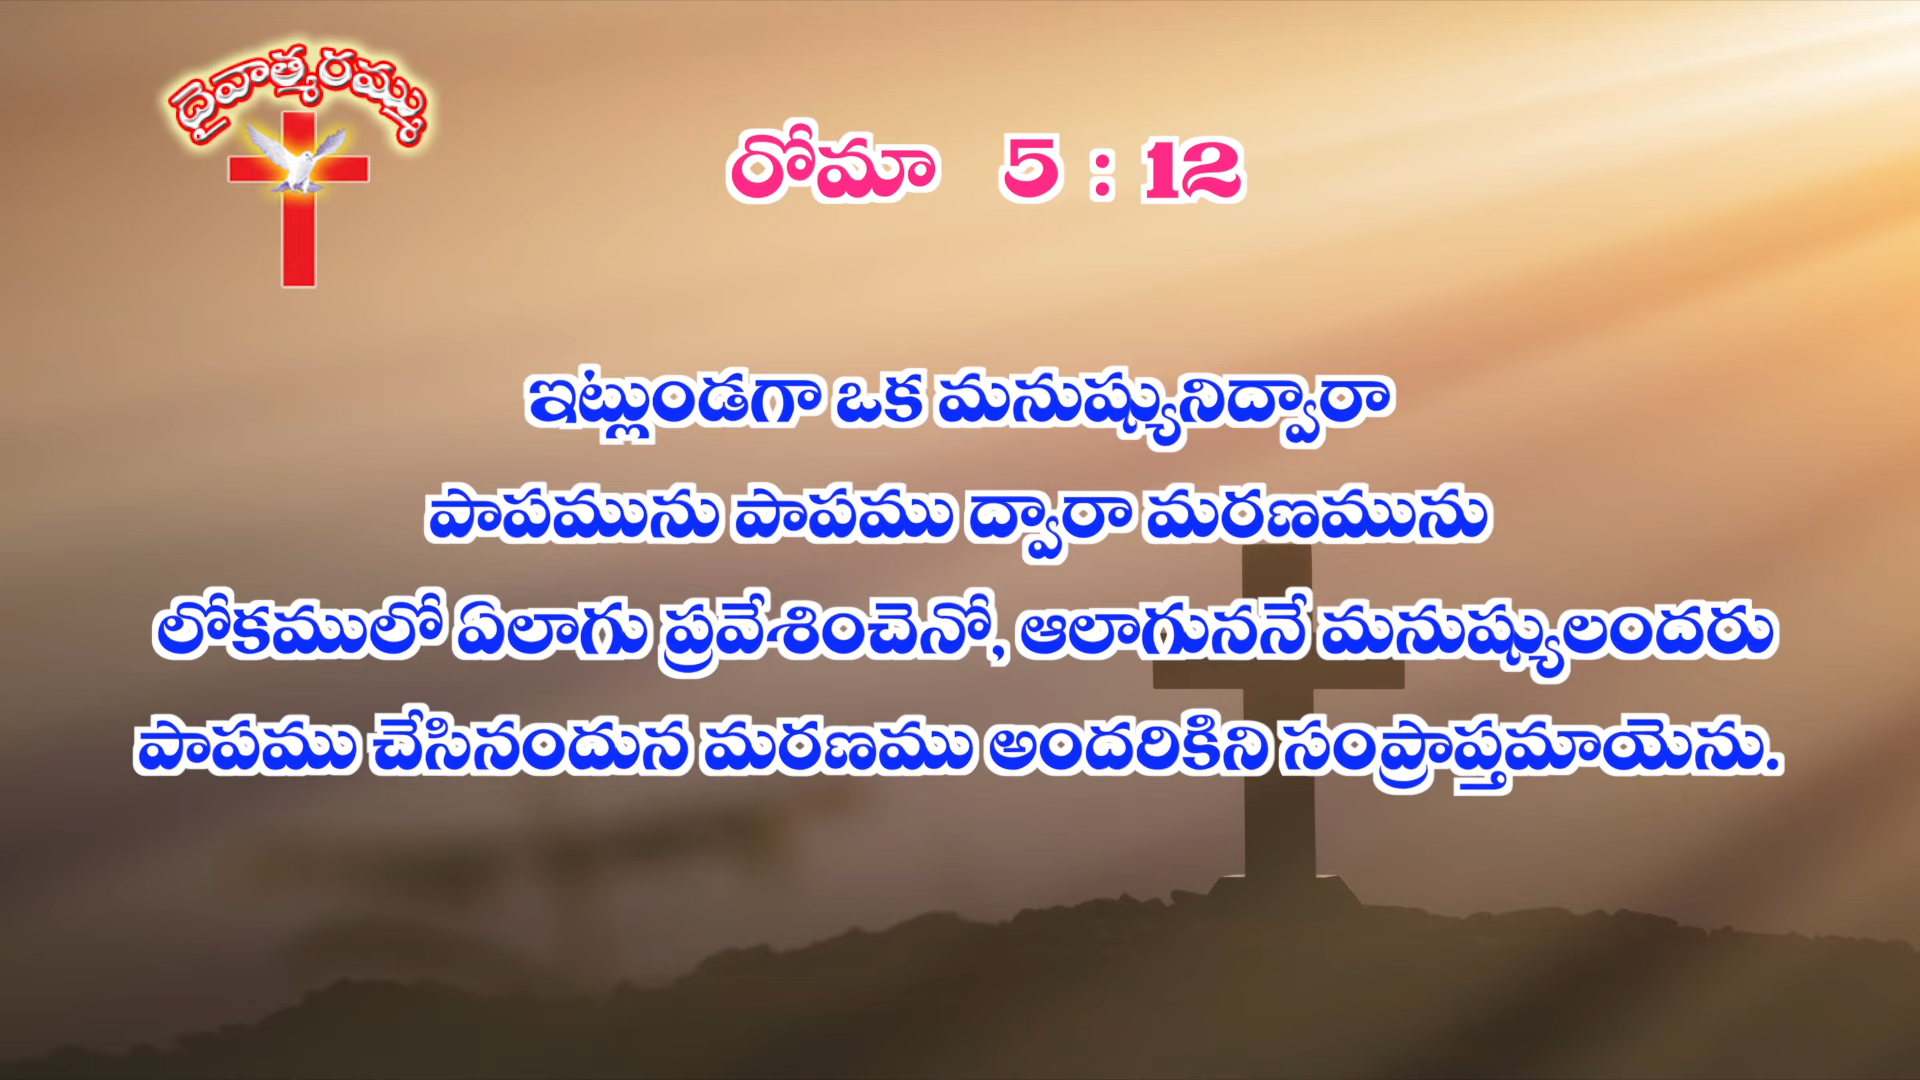 దైవాత్మరమ్ము
రోమా 5 : 12
ఇట్లుండగా ఒక మనుష్యునిద్వారా
పాపమును పాపము ద్వారా మరణమును
లోకములో ఏలాగు ప్రవేశించెనో, ఆలాగుననే మనుష్యులందరు
పాపము చేసినందున మరణము అందరికిని సంప్రాప్తమాయెను.